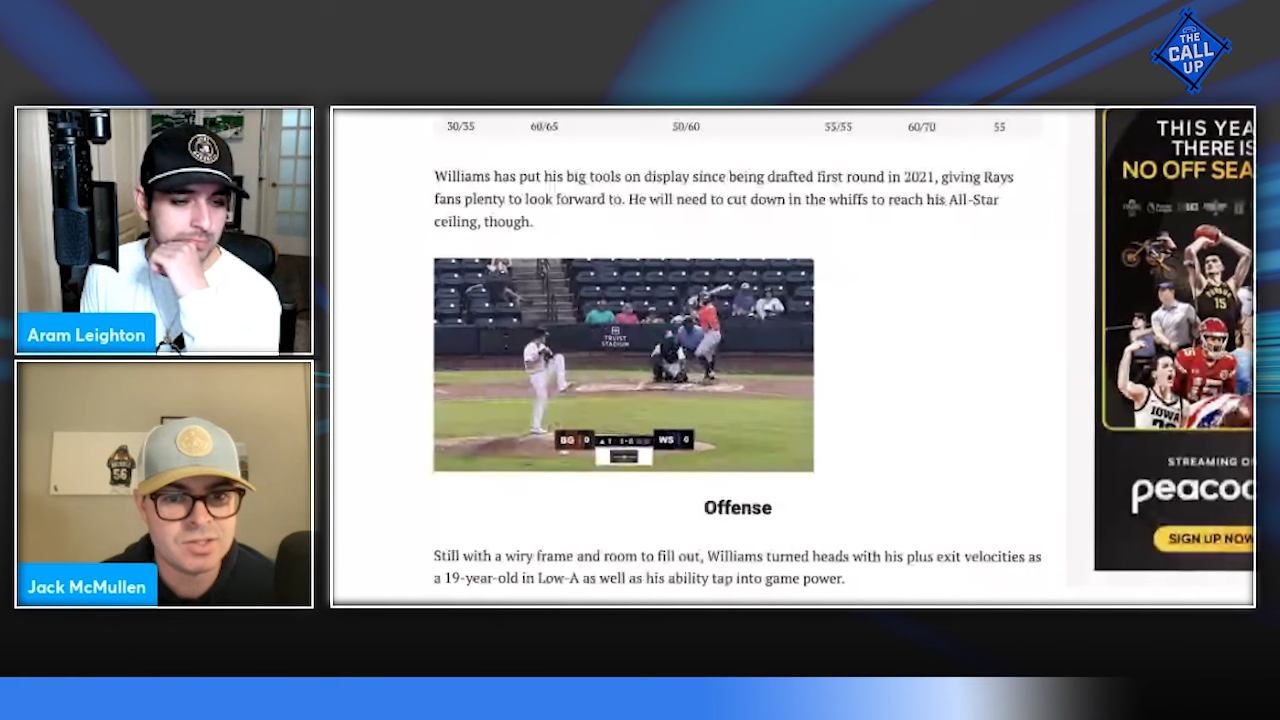 THE
CALL
UP
30/35 60/65 50/60 55/55 60/70 55
Williams has put his big tools on display since being drafted first round in 2021, giving Rays
fans plenty to look forward to. He will need to cut down in the whiffs to reach his All-Star
ceiling, though.
TRUIST
STADIUM
BG 0
WS 0
Offense
Still with a wiry frame and room to fill out, Williams turned heads with his plus exit velocities as
a 19-year-old in Low-A as well as his ability tap into game power.
THIS YEA
THERE IS
NO OFF SEA
PURDUE
15
IOWA
STREAMING O
peacoc
SIGN UP NOW
Aram Leighton
56
Jack McMullen